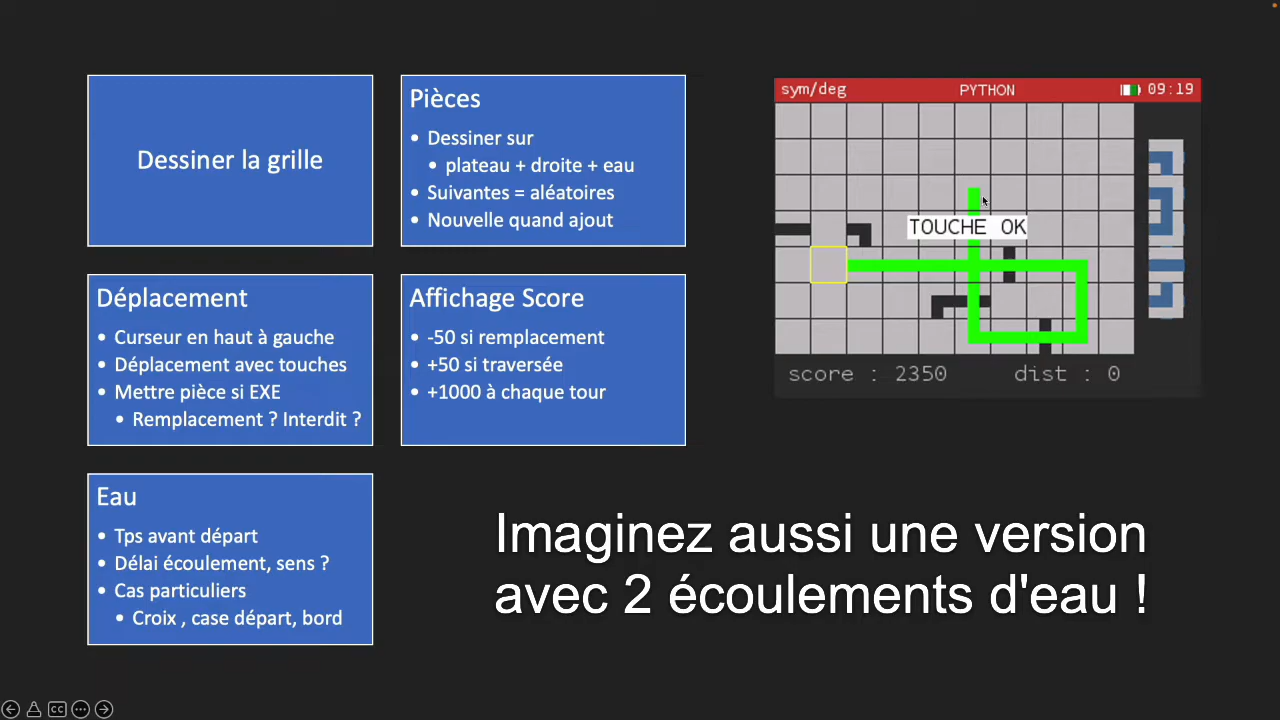 Dessiner la grille
Pièces
• Dessiner sur
• plateau + droite + eau
• Suivantes = aléatoires
• Nouvelle quand ajout
Déplacement
• Curseur en haut à gauche
• Déplacement avec touches
• Mettre pièce si EXE
• Remplacement ? Interdit ?
Affichage Score
• -50 si remplacement
• +50 si traversée
• +1000 à chaque tour
Eau
• Tps avant départ
• Délai écoulement, sens ?
• Cas particuliers
• Croix , case départ, bord
sym/deg PYTHON 09:19
TOUCHE OK
score : 2350 dist : 0
Imaginez aussi une version
avec 2 écoulements d'eau !
CC